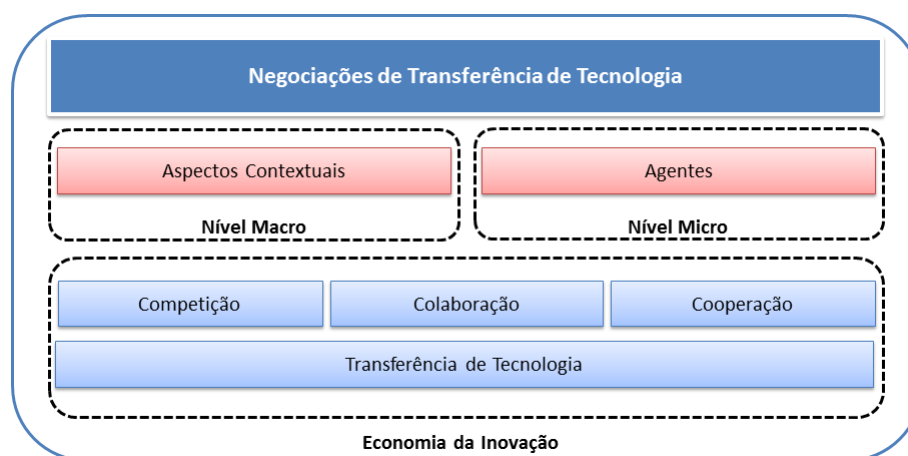 Negociações de Transferência de Tecnologia
Aspectos Contextuais
Agentes
Nível Macro
Nível Micro
Competição
Colaboração
Cooperação
Transferência de Tecnologia
Economia da Inovação